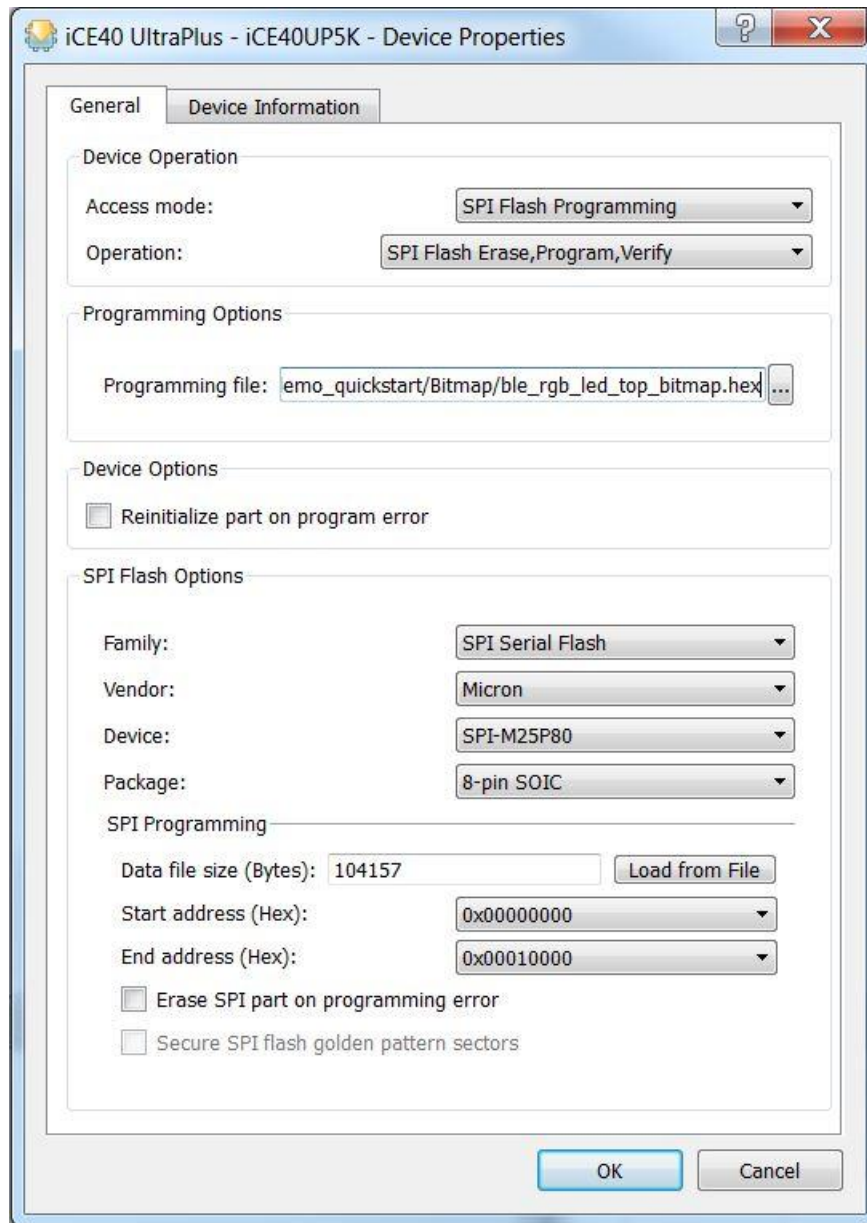 iCE40 UltraPlus - iCE40UP5K - Device Properties
General
Device Information
Device Operation
Access mode: SPI Flash Programming
Operation: SPI Flash Erase,Program,Verify
Programming Options
Programming file: emo_quickstart/Bitmap/ble_rgb_led_top_bitmap.hex ...
Device Options
Reinitialize part on program error
SPI Flash Options
Family: SPI Serial Flash
Vendor: Micron
Device: SPI-M25P80
Package: 8-pin SOIC
SPI Programming
Data file size (Bytes): 104157 Load from File
Start address (Hex): 0x00000000
End address (Hex): 0x00010000
Erase SPI part on programming error
Secure SPI flash golden pattern sectors
OK Cancel